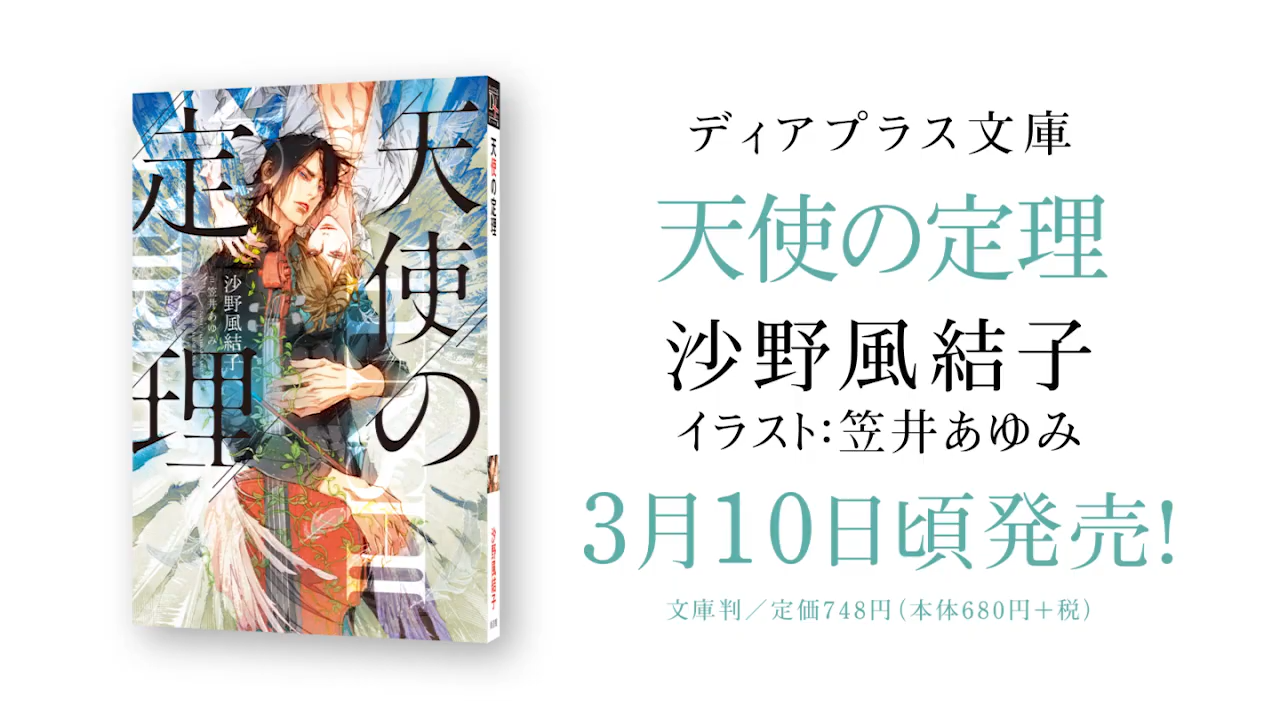 天使の
定理
沙野風結子
笠井あゆみ
天使の定理
沙野風結子
ディアプラス文庫
天使の定理
沙野風結子
イラスト:笠井あゆみ
3月10日頃発売!
文庫判/定価748円(本体680円+税)